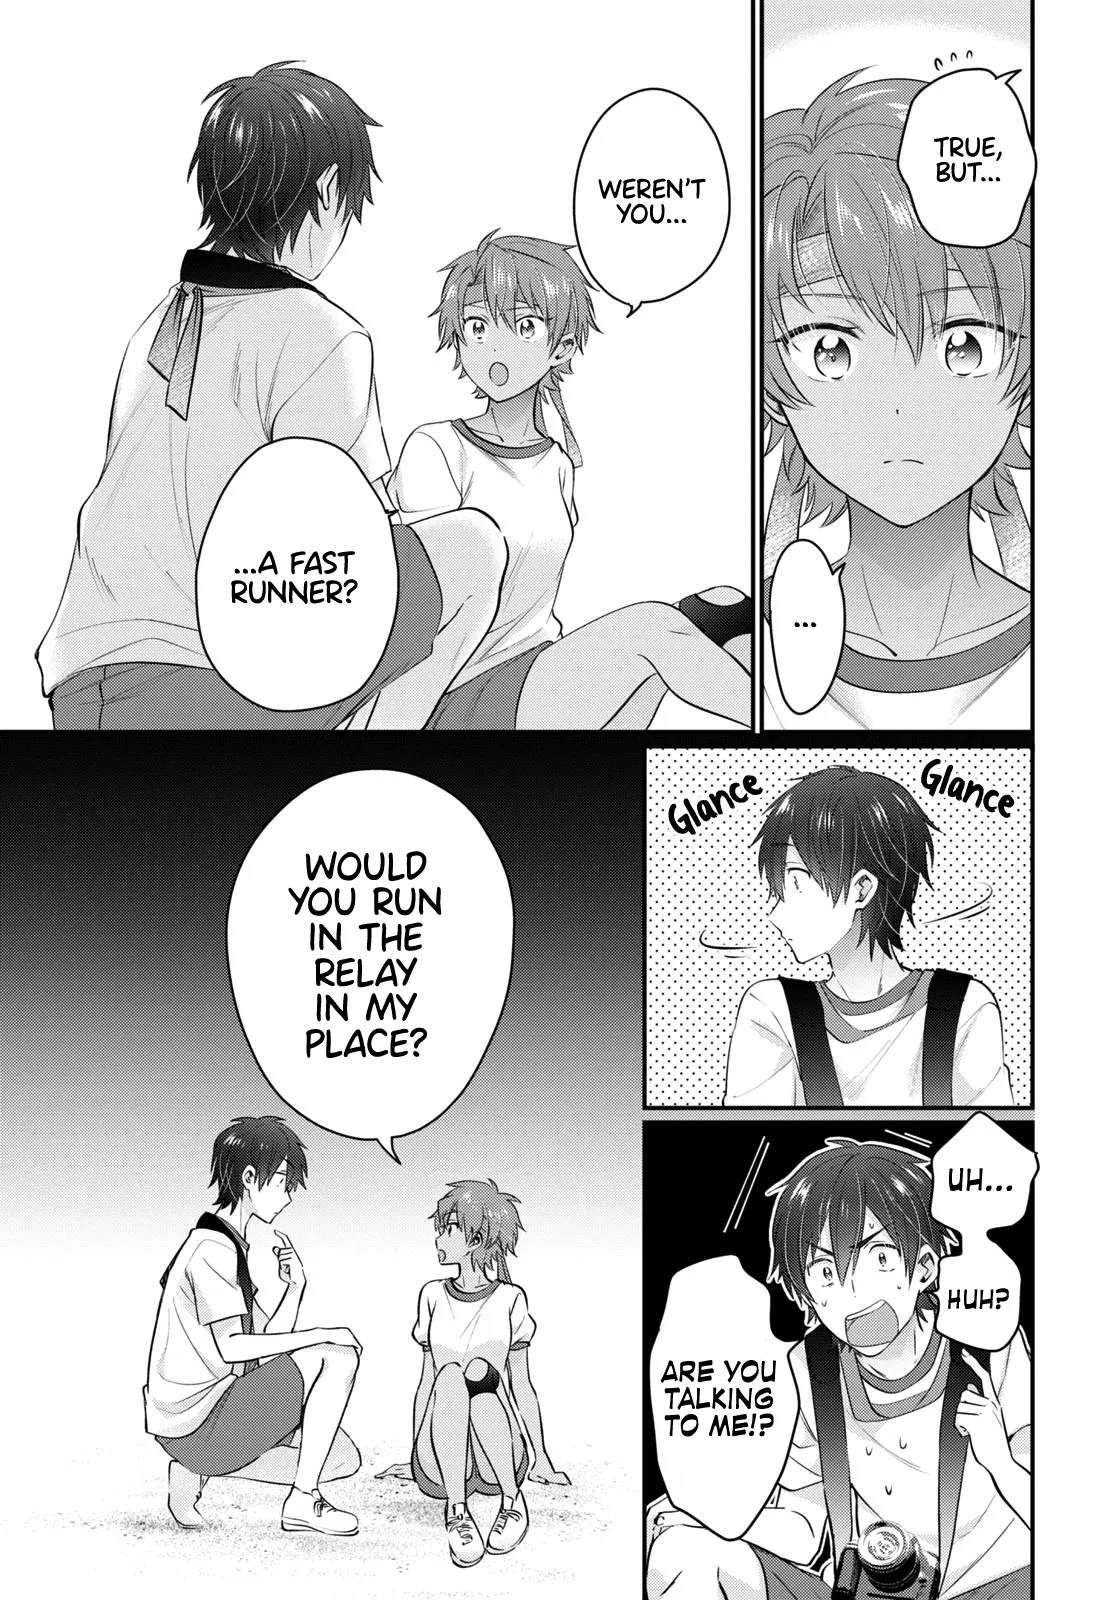 TRUE,
BUT...
...
WEREN'T
YOU...
...A FAST
RUNNER?
Glance
Glance
UH...
HUH?
ARE YOU
TALKING
TO ME!?
WOULD
YOU RUN
IN THE
RELAY
IN MY
PLACE?